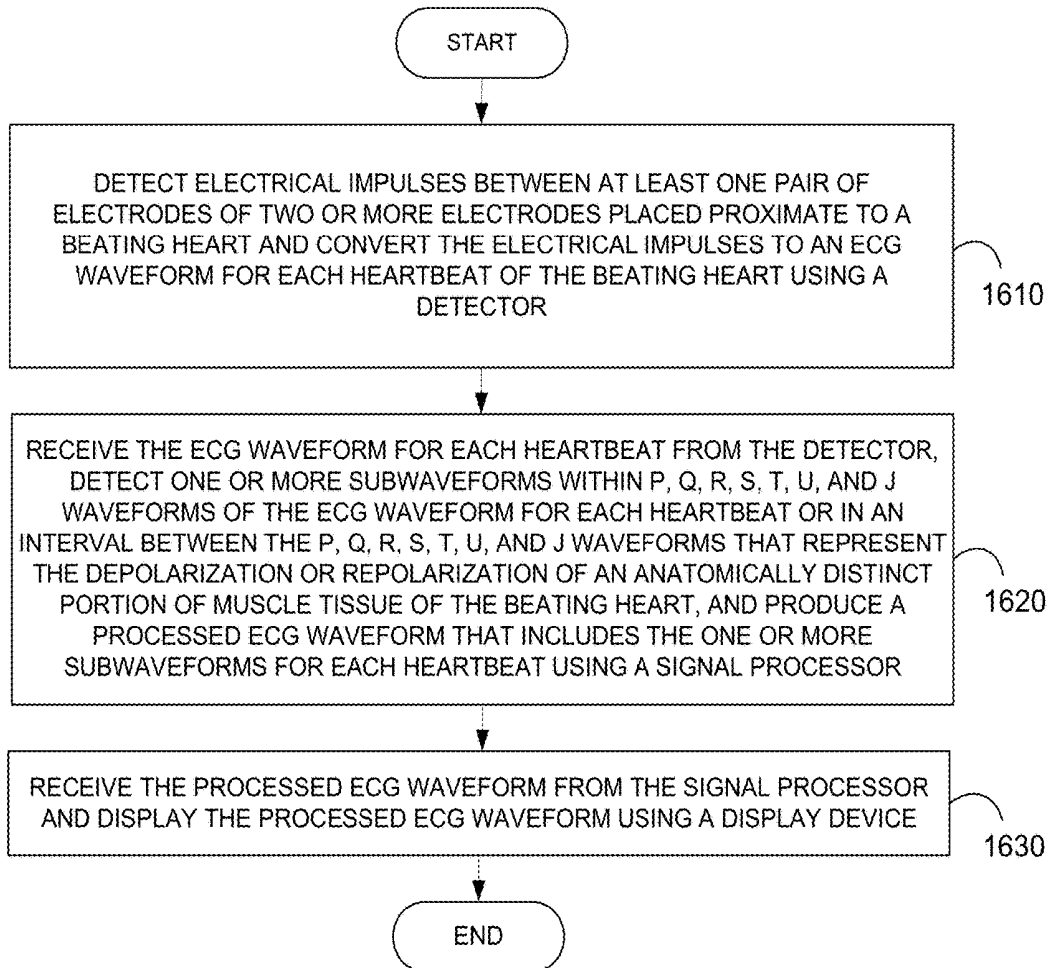 START
DETECT ELECTRICAL IMPULSES BETWEEN AT LEAST ONE PAIR OF
ELECTRODES OF TWO OR MORE ELECTRODES PLACED PROXIMATE TO A
BEATING HEART AND CONVERT THE ELECTRICAL IMPULSES TO AN ECG
WAVEFORM FOR EACH HEARTBEAT OF THE BEATING HEART USING A
DETECTOR
1610
RECEIVE THE ECG WAVEFORM FOR EACH HEARTBEAT FROM THE DETECTOR,
DETECT ONE OR MORE SUBWAVEFORMS WITHIN P, Q, R, S, T, U, AND J
WAVEFORMS OF THE ECG WAVEFORM FOR EACH HEARTBEAT OR IN AN
INTERVAL BETWEEN THE P, Q, R, S, T, U, AND J WAVEFORMS THAT REPRESENT
THE DEPOLARIZATION OR REPOLARIZATION OF AN ANATOMICALLY DISTINCT
PORTION OF MUSCLE TISSUE OF THE BEATING HEART, AND PRODUCE A
PROCESSED ECG WAVEFORM THAT INCLUDES THE ONE OR MORE
SUBWAVEFORMS FOR EACH HEARTBEAT USING A SIGNAL PROCESSOR
1620
RECEIVE THE PROCESSED ECG WAVEFORM FROM THE SIGNAL PROCESSOR
AND DISPLAY THE PROCESSED ECG WAVEFORM USING A DISPLAY DEVICE
1630
END